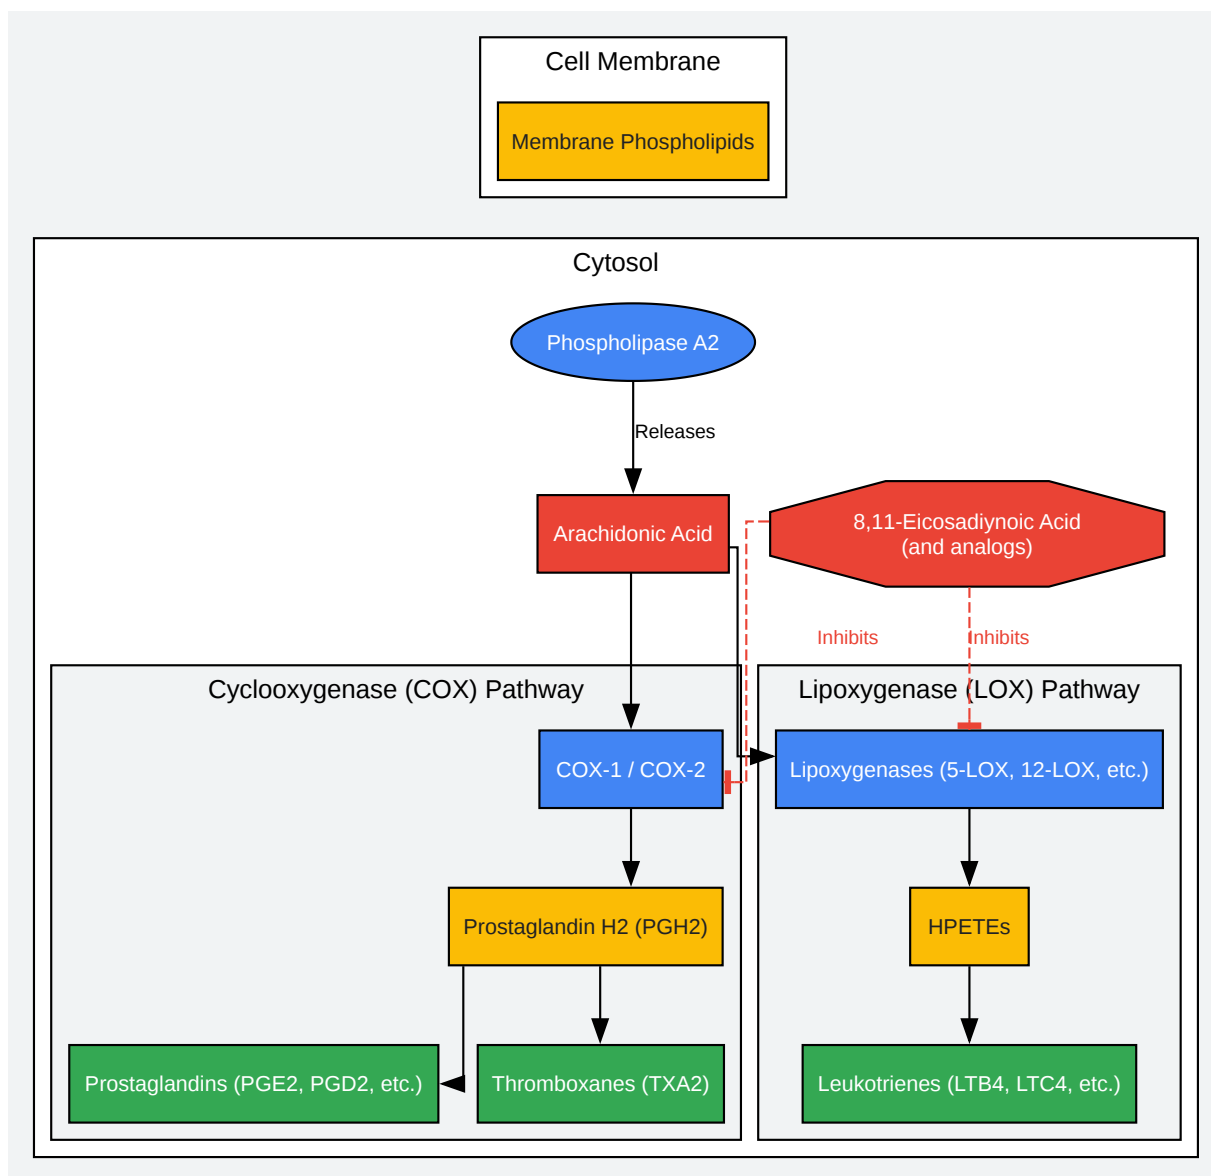 Cell Membrane
Membrane Phospholipids
Cytosol
Phospholipase A2
Releases
Arachidonic Acid
8,11-Eicosadiynoic Acid
(and analogs)
Inhibits
Inhibits
Cyclooxygenase (COX) Pathway
Lipoxygenase (LOX) Pathway
COX-1 / COX-2
Lipoxygenases (5-LOX, 12-LOX, etc.)
Prostaglandin H2 (PGH2)
HPETEs
Prostaglandins (PGE2, PGD2, etc.)
Thromboxanes (TXA2)
Leukotrienes (LTB4, LTC4, etc.)